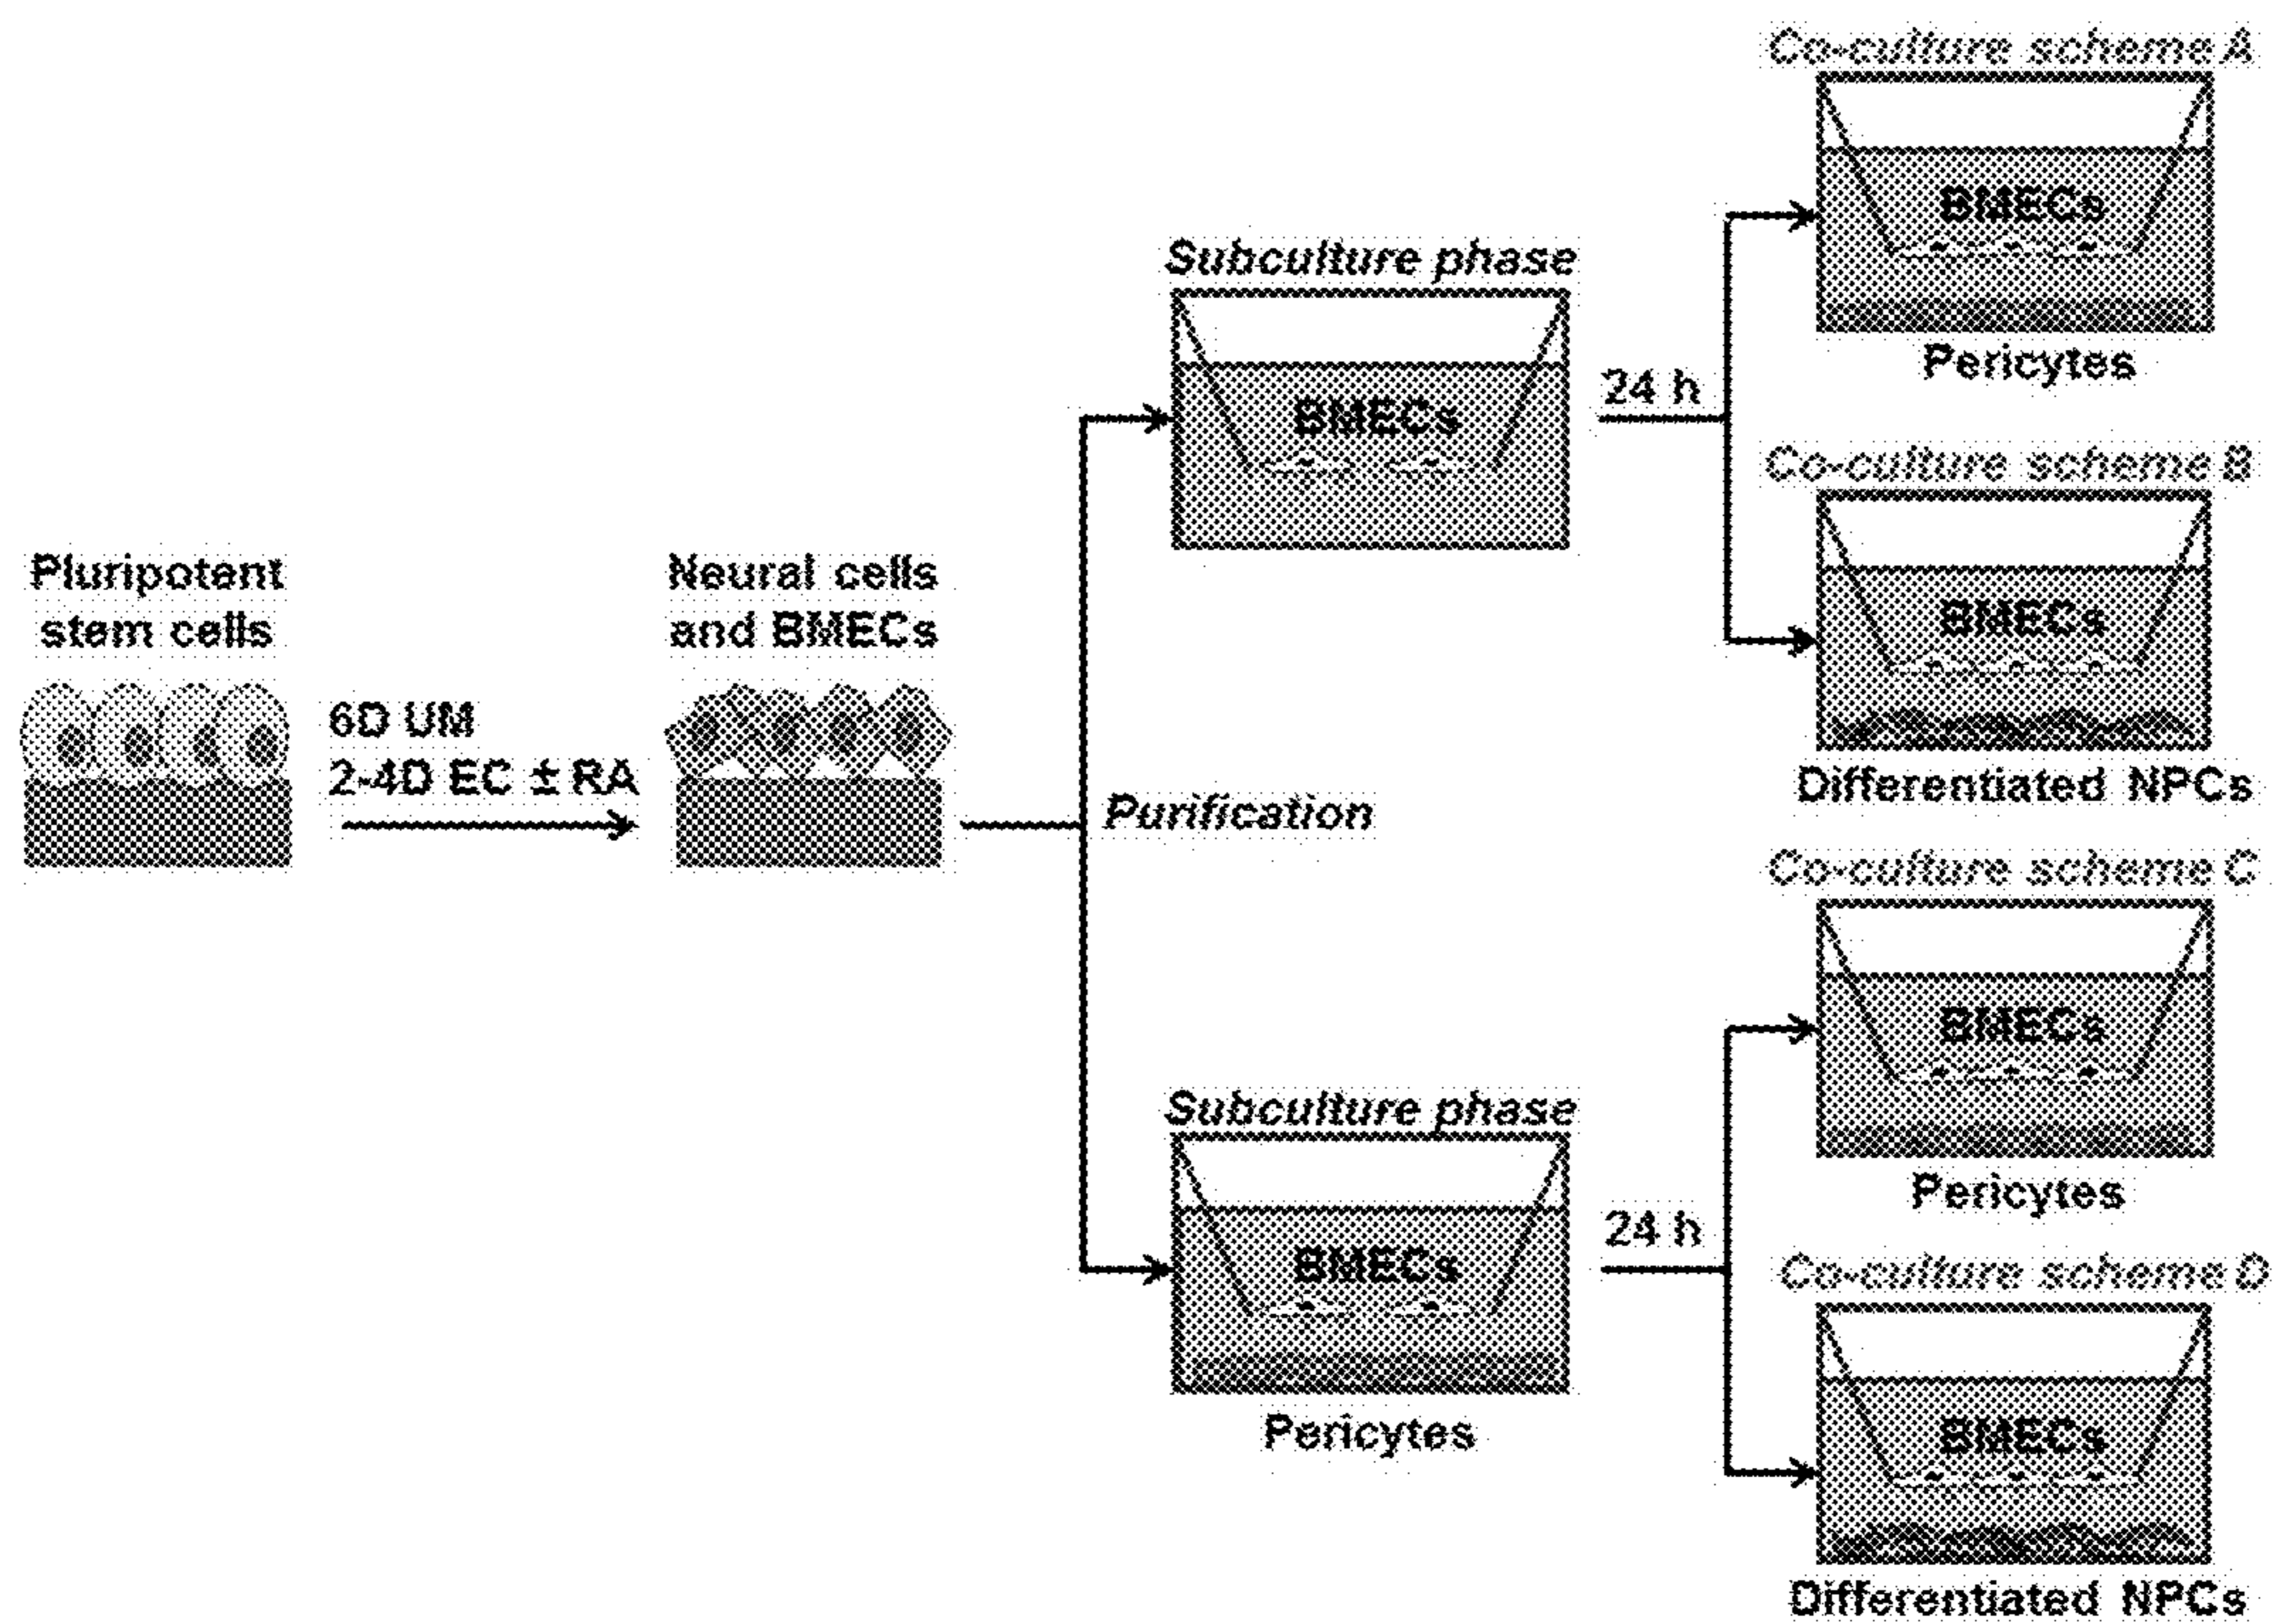 Pluripotent
stem cells
6D UM
2-4D EC ± RA
Neural cells
and BMECs
Purification
Subculture phase
BMECs
24 h
Co-culture scheme A
BMECs
Pericytes
Co-culture scheme B
BMECs
Differentiated NPCs
Subculture phase
BMECs
Pericytes
24 h
Co-culture scheme C
BMECs
Pericytes
Co-culture scheme D
BMECs
Differentiated NPCs